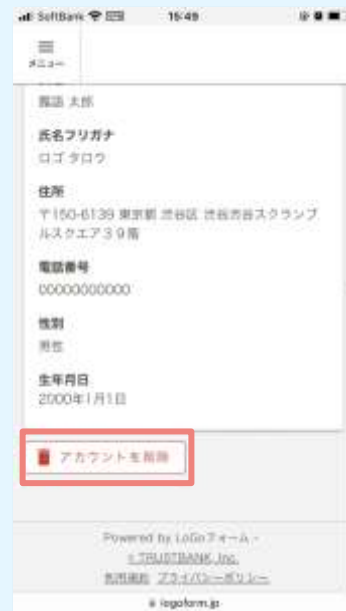 SoftBank
15:49
メニュー
太郎
氏名フリガナ
ロゴ タロウ
住所
〒150-6139 東京都 渋谷区 渋谷渋谷スクランブ
ルスクエア39階
電話番号
00000000000
性別
男性
生年月日
2000年1月1日
アカウントを削除
Powered by LoGoフォーム -
TRUSTBANK, Inc.
利用規約 プライバシーポリシー
logoform.jp